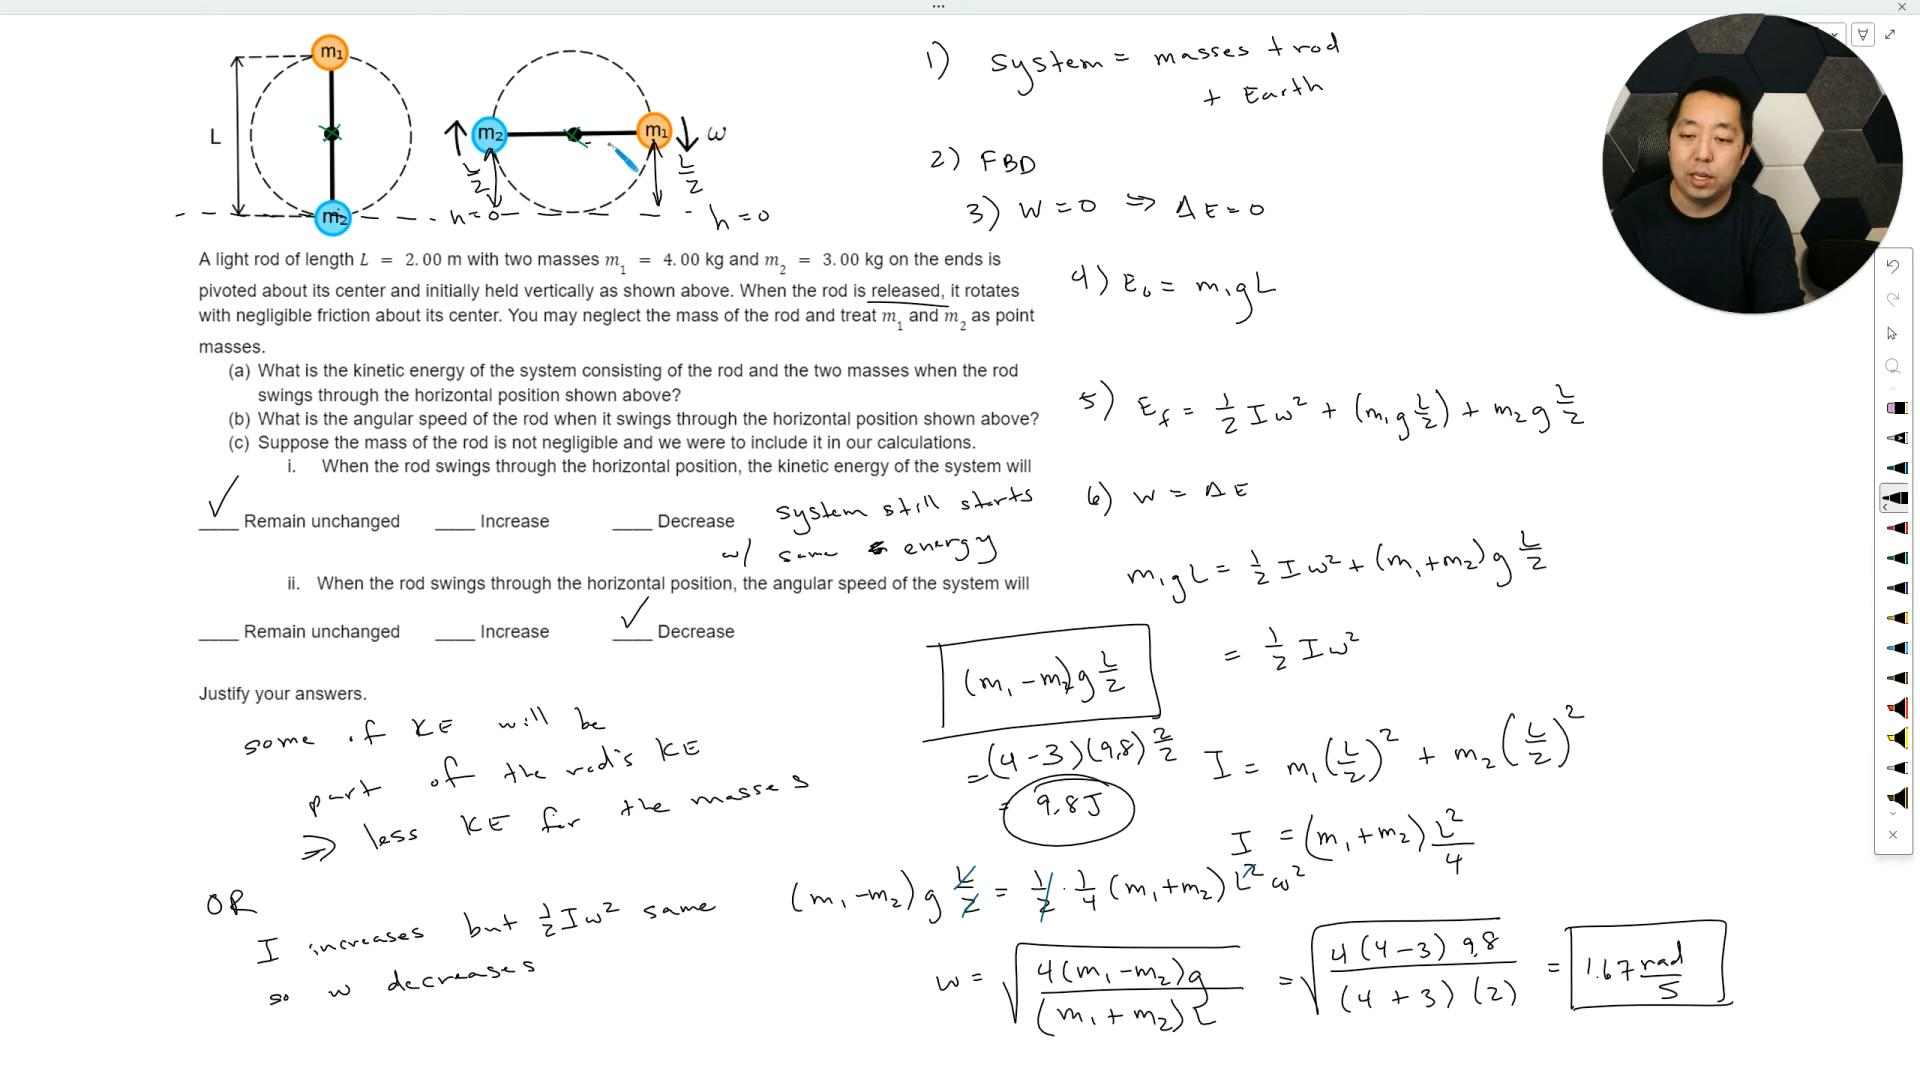 m₁
L
m₂
m₂
m₁
ω
L/2
L/2
h=0
h=0
A light rod of length L = 2.00 m with two masses m₁ = 4.00 kg and m₂ = 3.00 kg on the ends is
pivoted about its center and initially held vertically as shown above. When the rod is released, it rotates
with negligible friction about its center. You may neglect the mass of the rod and treat m₁ and m₂ as point
masses.
(a) What is the kinetic energy of the system consisting of the rod and the two masses when the rod
swings through the horizontal position shown above?
(b) What is the angular speed of the rod when it swings through the horizontal position shown above?
(c) Suppose the mass of the rod is not negligible and we were to include it in our calculations.
i. When the rod swings through the horizontal position, the kinetic energy of the system will
✓
____ Remain unchanged ____ Increase ____ Decrease
system still starts
w/ same energy
ii. When the rod swings through the horizontal position, the angular speed of the system will
✓
____ Remain unchanged ____ Increase ____ Decrease
Justify your answers.
some of KE will be
part of the rod's KE
⇒ less KE for the masses
OR
I increases but ½Iω² same
so ω decreases
1) system = masses + rod
+ Earth
2) FBD
3) W = 0 ⇒ ΔE = 0
4) E₀ = m₁gL
5) E_f = ½Iω² + (m₁g L/2) + m₂g L/2
6) W = ΔE
m₁gL = ½Iω² + (m₁+m₂)g L/2
(m₁-m₂)g L/2 = ½Iω²
= (4-3)(9.8) 2/2
= 9.8J
I = m₁(L/2)² + m₂(L/2)²
I = (m₁+m₂) L²/4
(m₁-m₂)g L/2 = ½ · ¼ (m₁+m₂) L² ω²
ω = √(4(m₁-m₂)g / (m₁+m₂)L) = √(4(4-3)9.8 / (4+3)(2)) = 1.67 rad/s